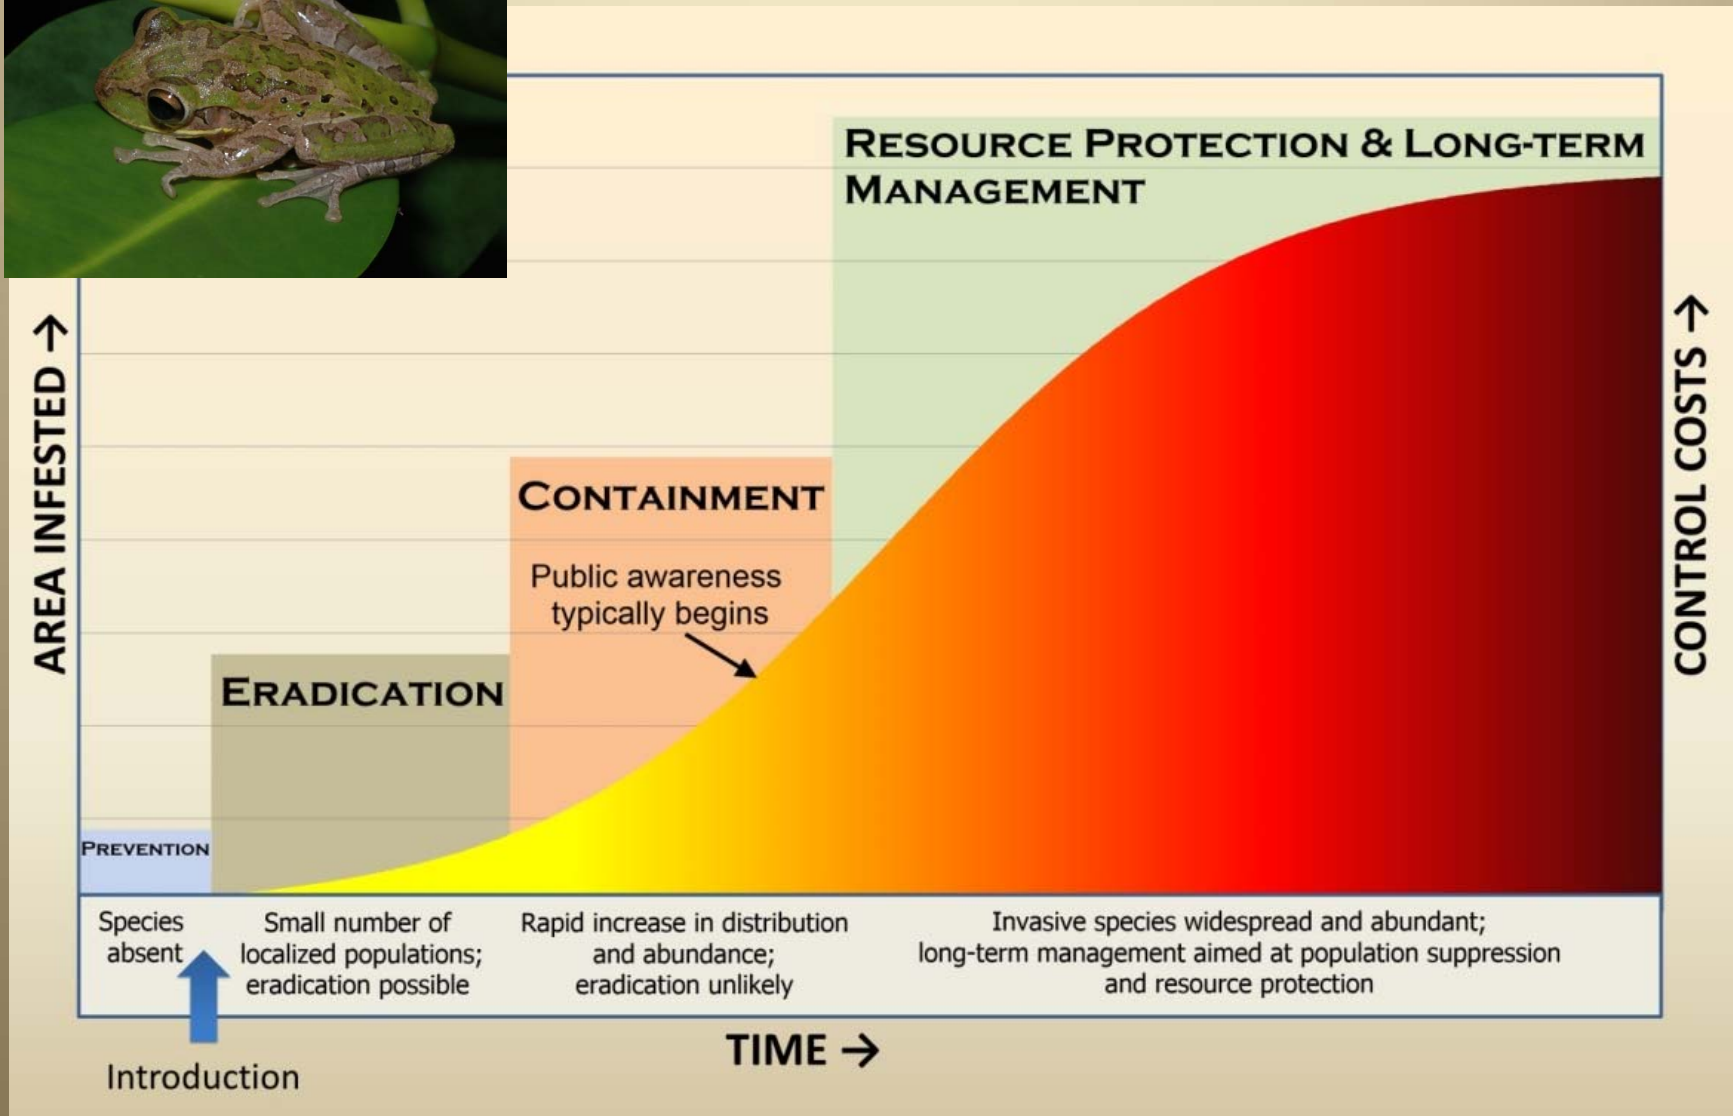 RESOURCE PROTECTION & LONG-TERM
MANAGEMENT
CONTAINMENT
Public awareness
typically begins
ERADICATION
PREVENTION
AREA INFESTED →
CONTROL COSTS →
Species
absent
Small number of
localized populations;
eradication possible
Rapid increase in distribution
and abundance;
eradication unlikely
Invasive species widespread and abundant;
long-term management aimed at population suppression
and resource protection
TIME →
Introduction